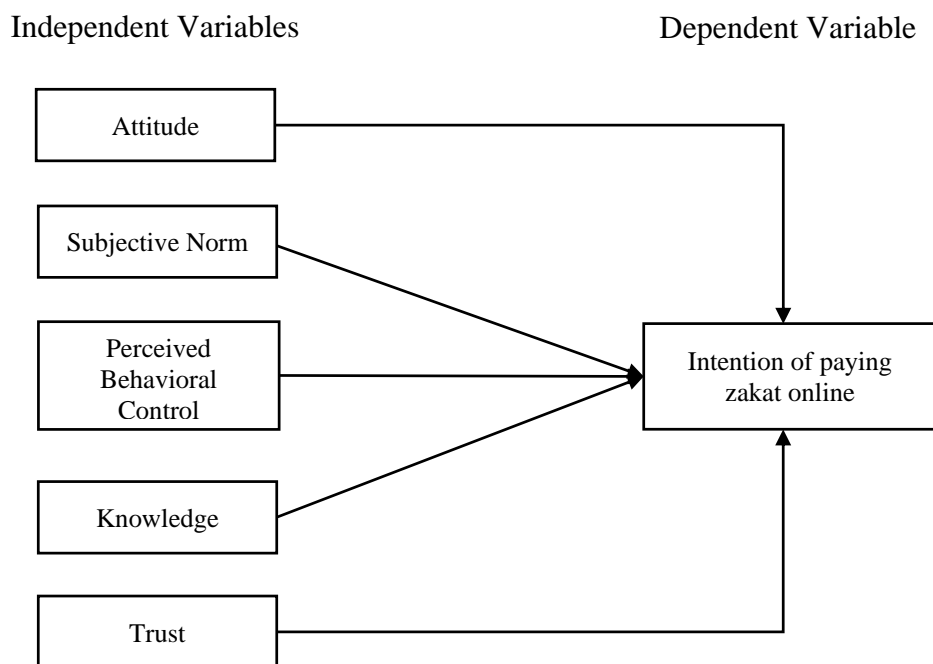 Independent Variables
Dependent Variable
Attitude
Subjective Norm
Perceived
Behavioral
Control
Intention of paying
zakat online
Knowledge
Trust